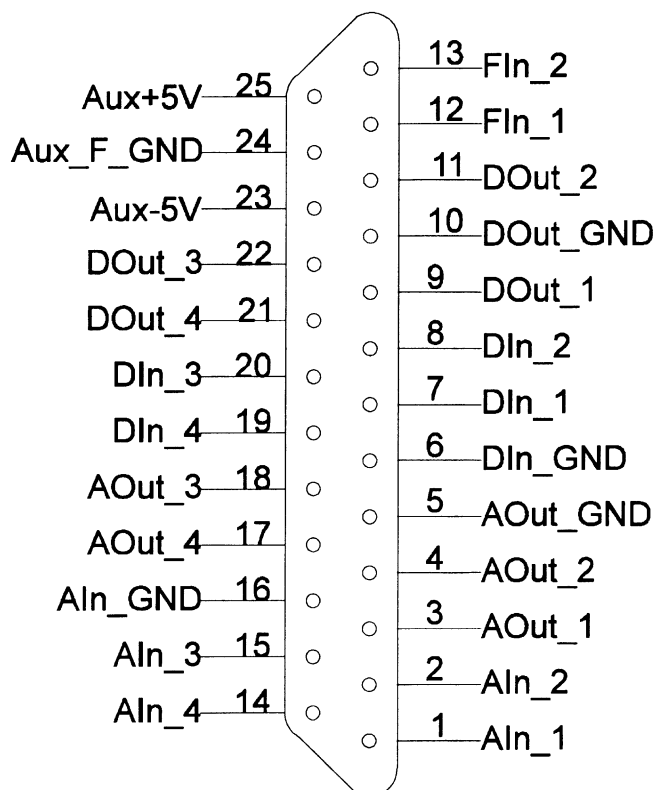 13 FIn_2
Aux+5V 25
12 FIn_1
Aux_F_GND 24
11 DOut_2
Aux-5V 23
10 DOut_GND
DOut_3 22
9 DOut_1
DOut_4 21
8 DIn_2
DIn_3 20
7 DIn_1
DIn_4 19
6 DIn_GND
AOut_3 18
5 AOut_GND
AOut_4 17
4 AOut_2
AIn_GND 16
3 AOut_1
AIn_3 15
2 AIn_2
AIn_4 14
1 AIn_1